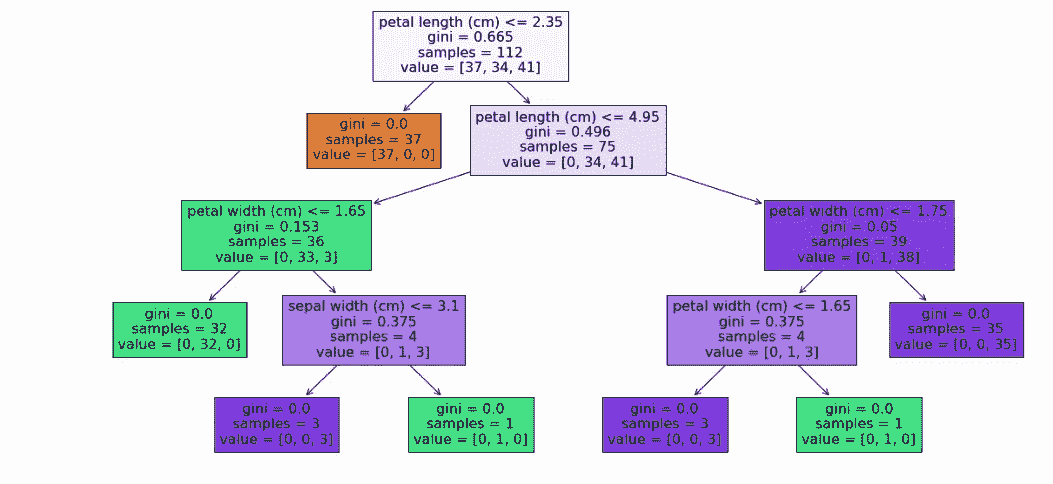 petal length (cm) <= 2.35
gini = 0.665
samples = 112
value = [37, 34, 41]
gini = 0.0
samples = 37
value = [37, 0, 0]
petal length (cm) <= 4.95
gini = 0.496
samples = 75
value = [0, 34, 41]
petal width (cm) <= 1.65
gini = 0.153
samples = 36
value = [0, 33, 3]
petal width (cm) <= 1.75
gini = 0.05
samples = 39
value = [0, 1, 38]
gini = 0.0
samples = 32
value = [0, 32, 0]
sepal width (cm) <= 3.1
gini = 0.375
samples = 4
value = [0, 1, 3]
petal width (cm) <= 1.65
gini = 0.375
samples = 4
value = [0, 1, 3]
gini = 0.0
samples = 35
value = [0, 0, 35]
gini = 0.0
samples = 3
value = [0, 0, 3]
gini = 0.0
samples = 1
value = [0, 1, 0]
gini = 0.0
samples = 3
value = [0, 0, 3]
gini = 0.0
samples = 1
value = [0, 1, 0]